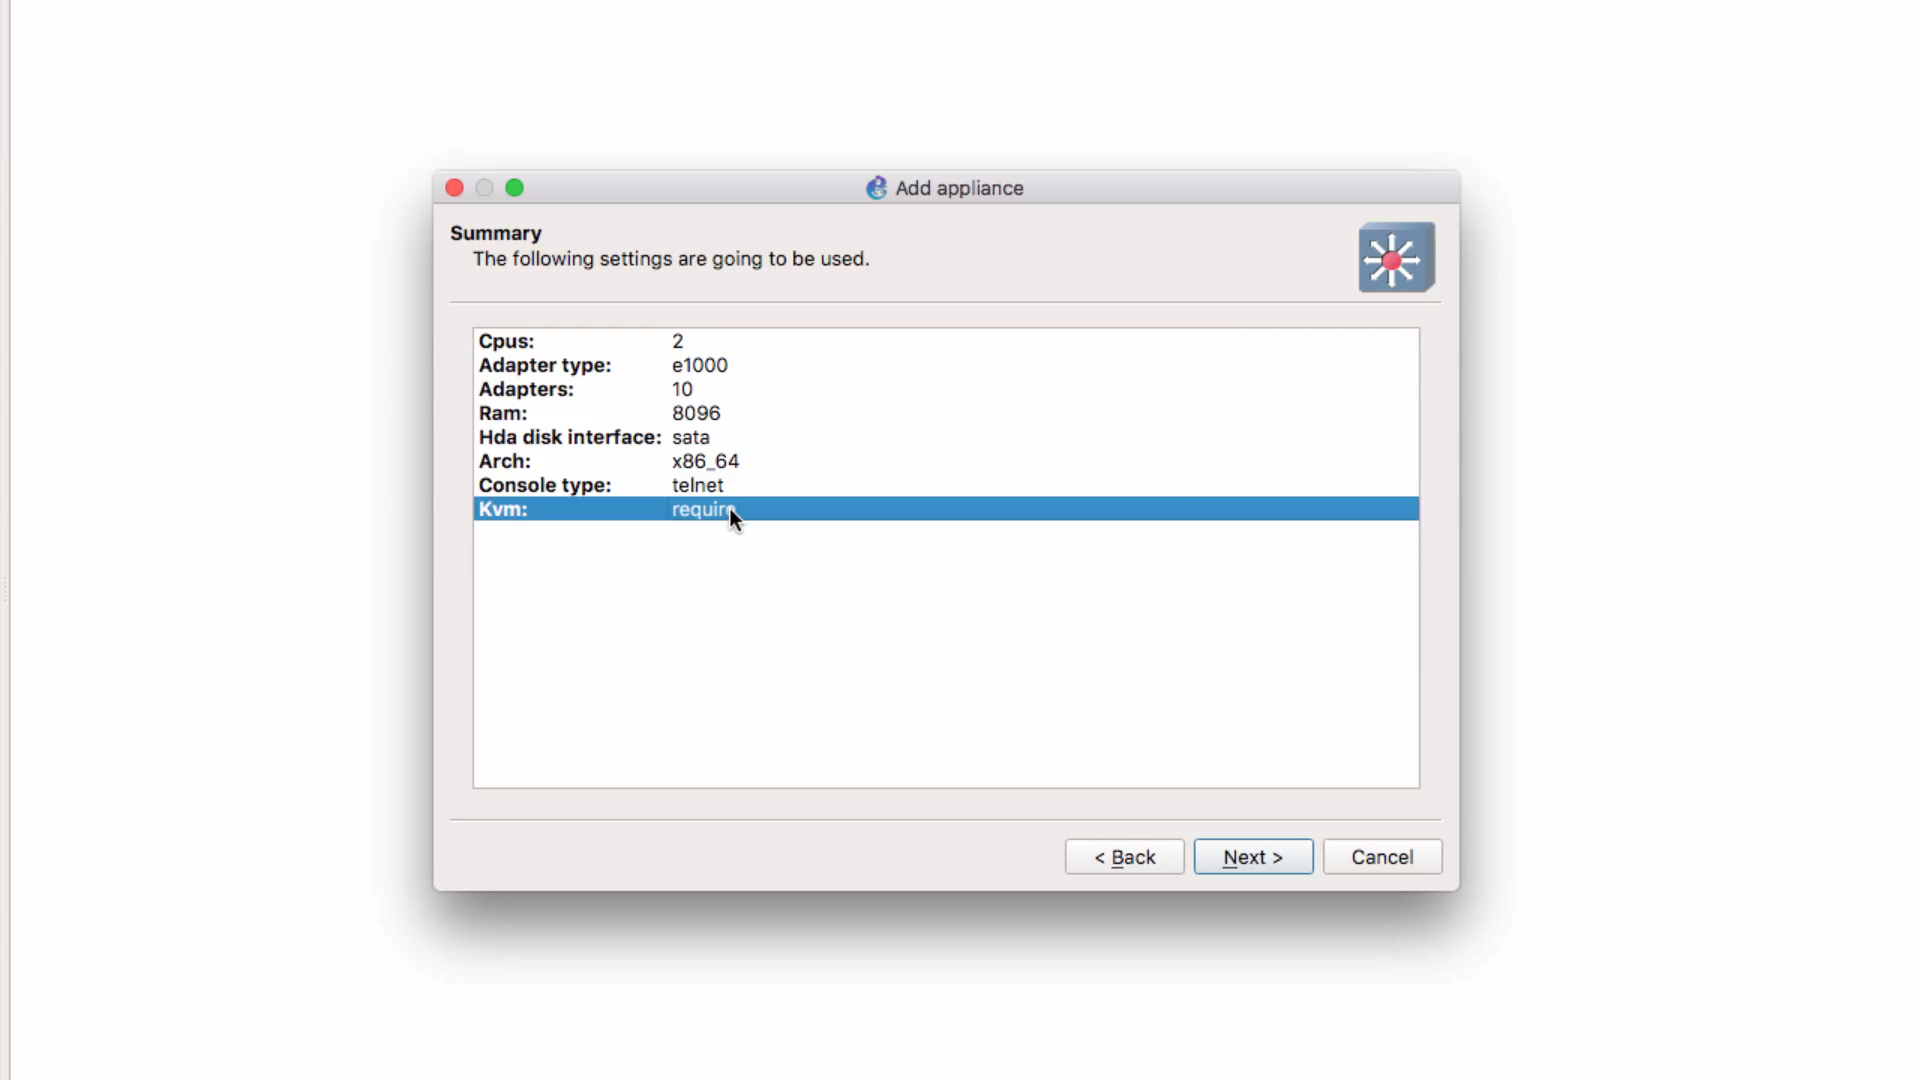 Add appliance
Summary
The following settings are going to be used.
Cpus: 2
Adapter type: e1000
Adapters: 10
Ram: 8096
Hda disk interface: sata
Arch: x86_64
Console type: telnet
Kvm: require
< Back Next > Cancel